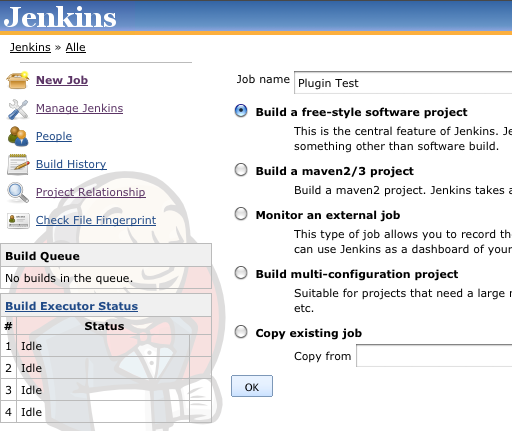 Jenkins
Jenkins » Alle
New Job
Manage Jenkins
People
Build History
Project Relationship
Check File Fingerprint
Build Queue
No builds in the queue.
Build Executor Status
# Status
1 Idle
2 Idle
3 Idle
4 Idle
Job name Plugin Test
Build a free-style software project
This is the central feature of Jenkins. Je
something other than software build.
Build a maven2/3 project
Build a maven2 project. Jenkins takes a
Monitor an external job
This type of job allows you to record th
can use Jenkins as a dashboard of your
Build multi-configuration project
Suitable for projects that need a large n
etc.
Copy existing job
Copy from
OK